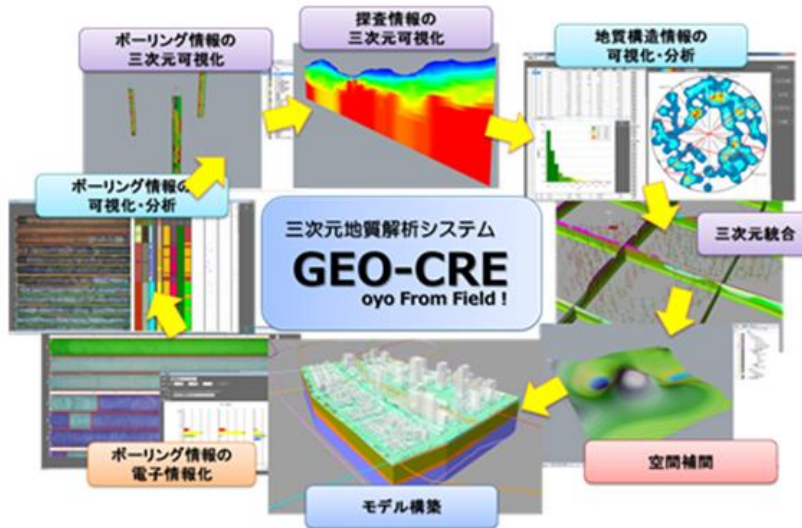 ボーリング情報の
三次元可視化
探査情報の
三次元可視化
地質構造情報の
可視化・分析
ボーリング情報の
可視化・分析
三次元統合
三次元地質解析システム
GEO-CRE
oyo From Field !
ボーリング情報の
電子情報化
モデル構築
空間補間